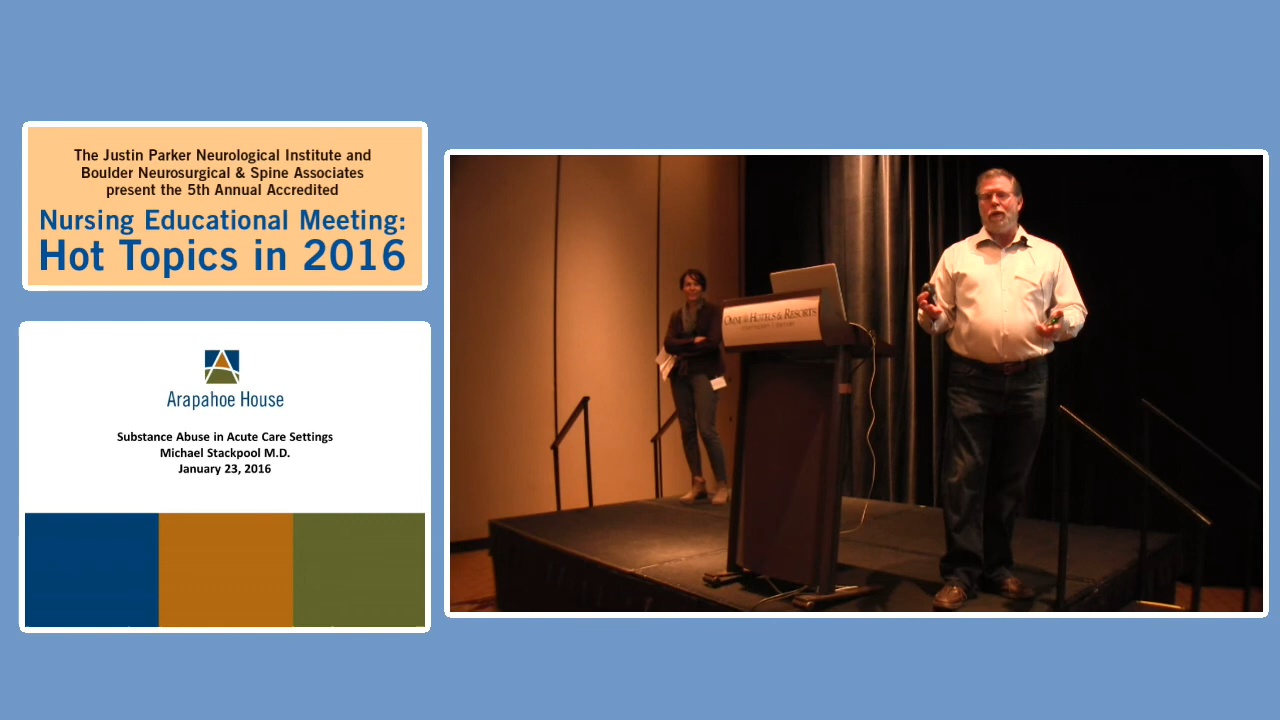 The Justin Parker Neurological Institute and
Boulder Neurosurgical & Spine Associates
present the 5th Annual Accredited
Nursing Educational Meeting:
Hot Topics in 2016
Arapahoe House
Substance Abuse in Acute Care Settings
Michael Stackpool M.D.
January 23, 2016
OMNI HOTELS & RESORTS